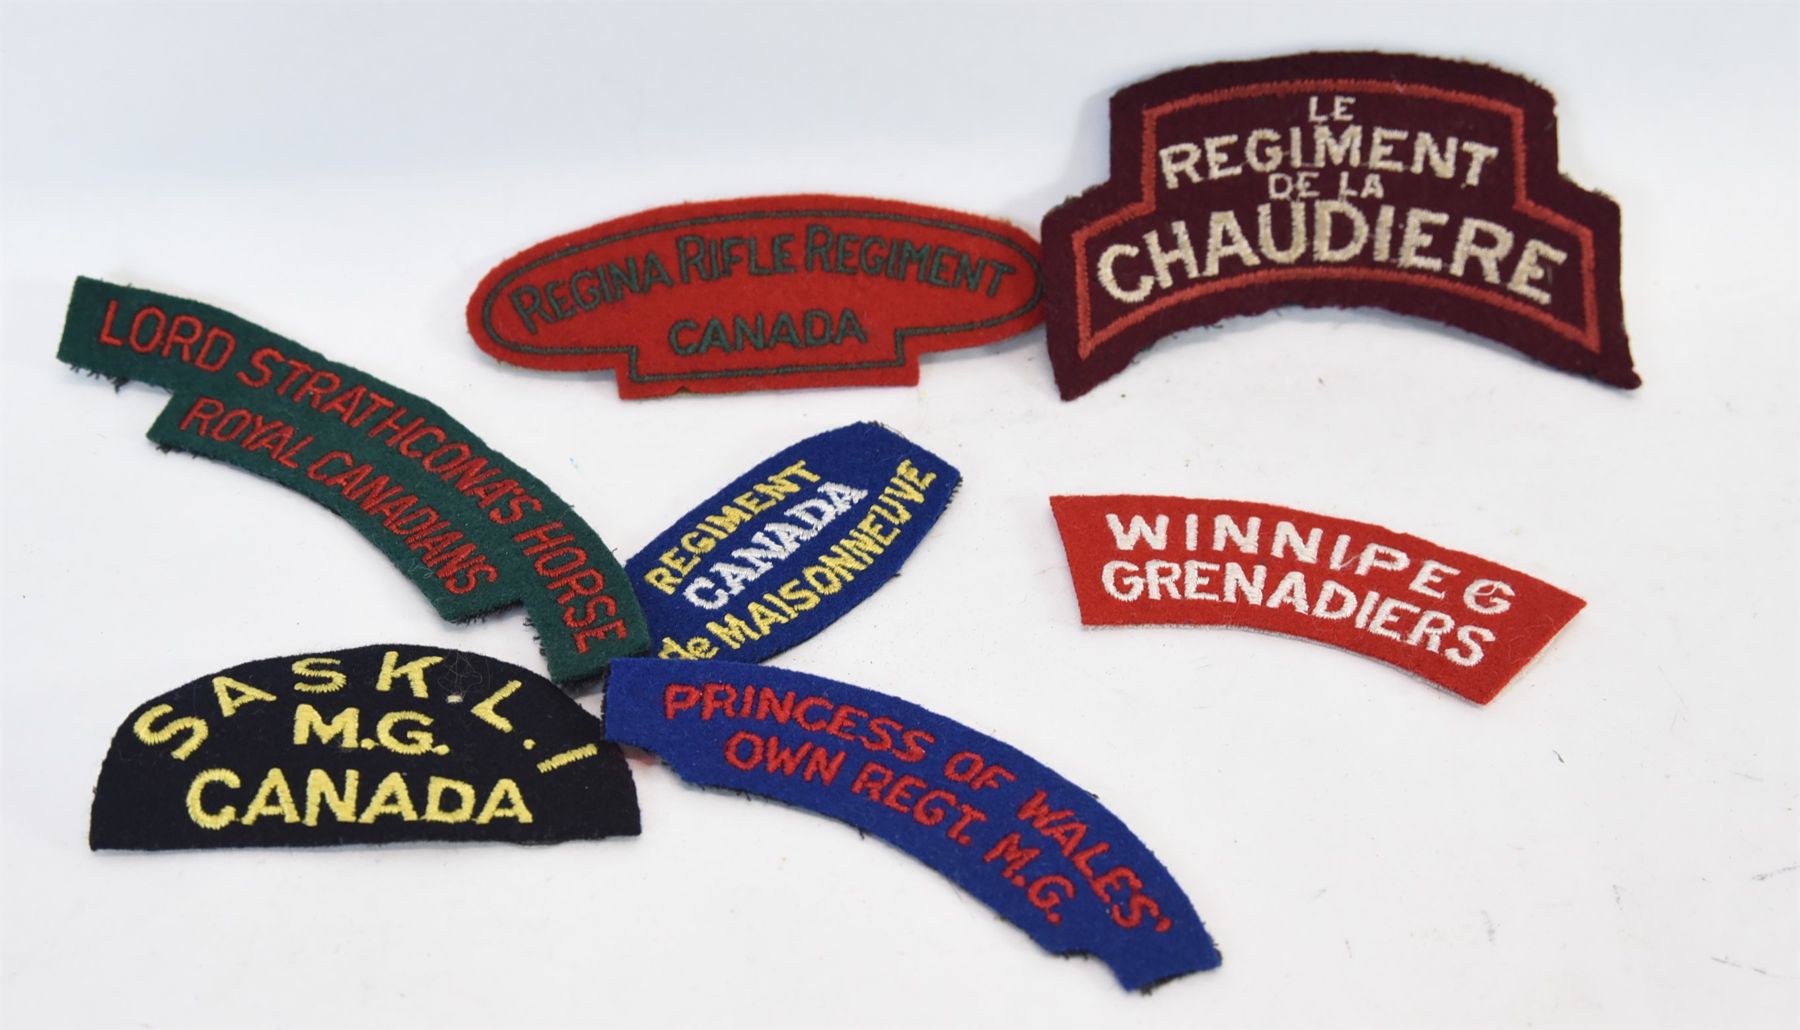 LE
REGIMENT
DE LA
CHAUDIERE
REGINA RIFLE REGIMENT
CANADA
LORD STRATHCONA'S HORSE
ROYAL CANADIANS
REGIMENT
CANADA
de MAISONNEUVE
WINNIPEG
GRENADIERS
SASK L.I
M.G.
CANADA
PRINCESS OF WALES'
OWN REGT. M.G.